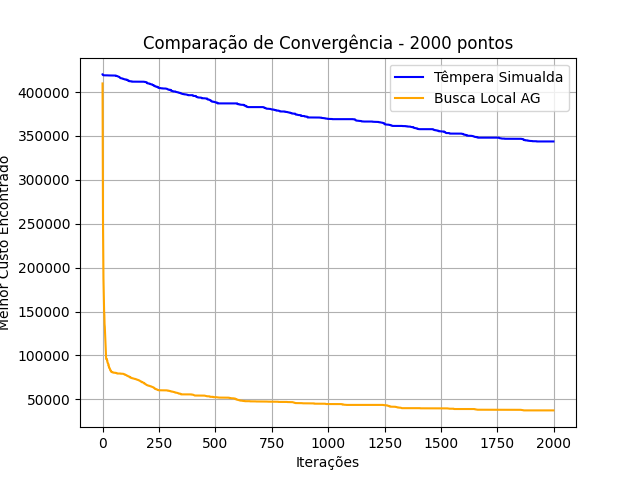 Comparação de Convergência - 2000 pontos
Têmpera Simualda
Busca Local AG
Melhor Custo Encontrado
400000
350000
300000
250000
200000
150000
100000
50000
0 250 500 750 1000 1250 1500 1750 2000
Iterações